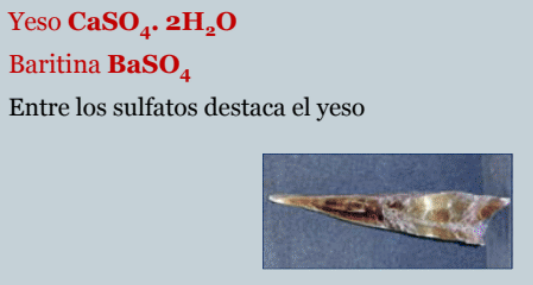 Yeso CaSO₄. 2H₂O
Baritina BaSO₄
Entre los sulfatos destaca el yeso